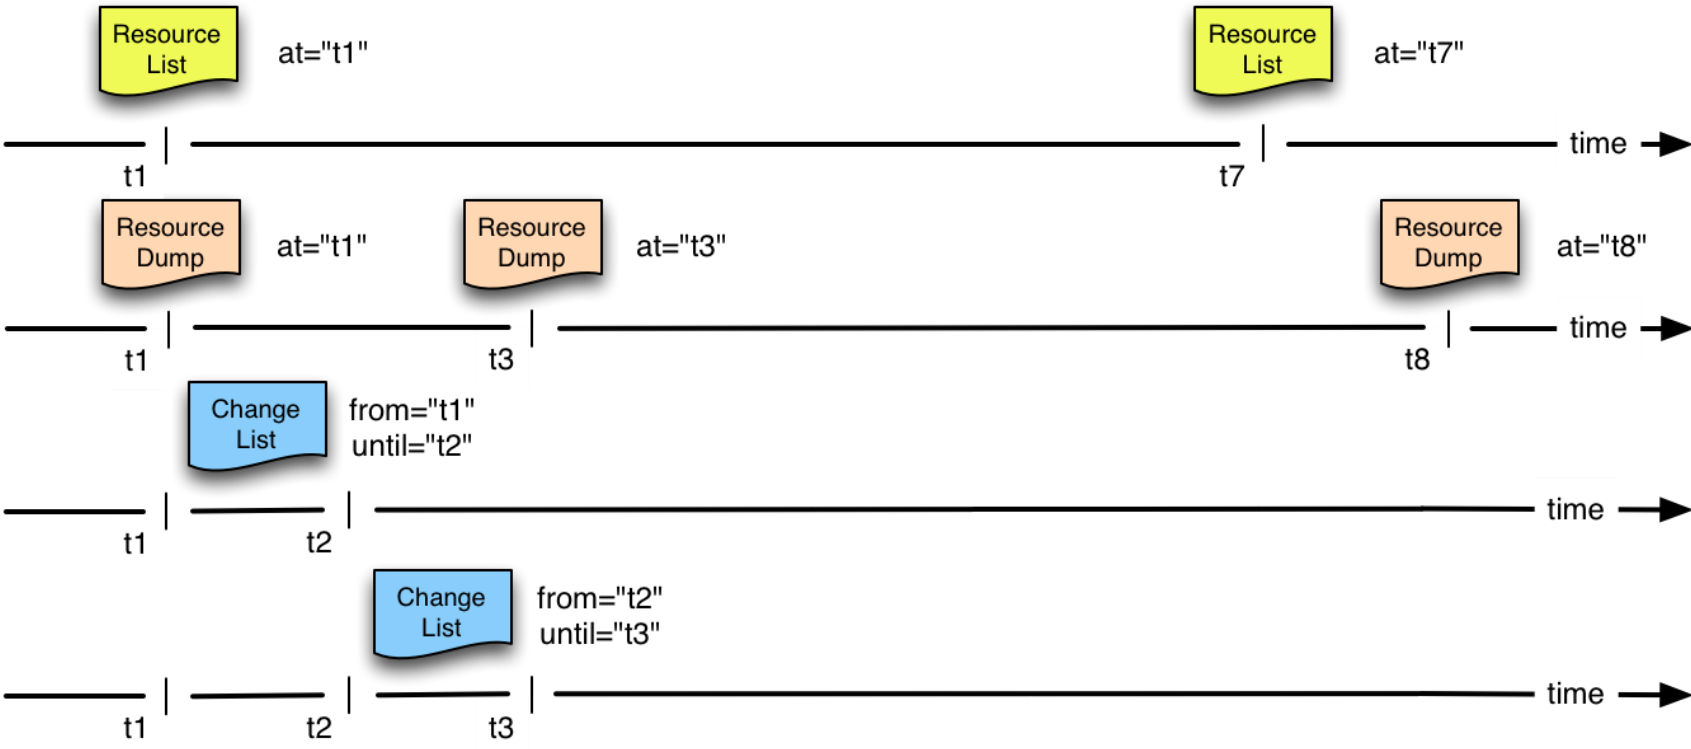 Resource
List
at="t1"
Resource
List
at="t7"
time
t1
t7
Resource
Dump
at="t1"
Resource
Dump
at="t3"
Resource
Dump
at="t8"
time
t1
t3
t8
Change
List
from="t1"
until="t2"
time
t1
t2
Change
List
from="t2"
until="t3"
time
t1
t2
t3